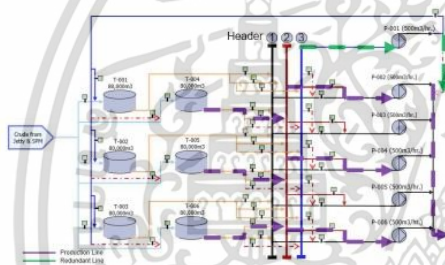 Header 1 2 3
P-001 (500m3/hr.)
T-001
80,000m3
T-004
80,000m3
P-002 (500m3/hr.)
P-003 (500m3/hr.)
Crude from
Jetty & SPM
T-002
80,000m3
T-005
80,000m3
P-004 (500m3/hr.)
P-005 (500m3/hr.)
T-003
80,000m3
T-006
80,000m3
P-006 (500m3/hr.)
Production Line
Redundant Line